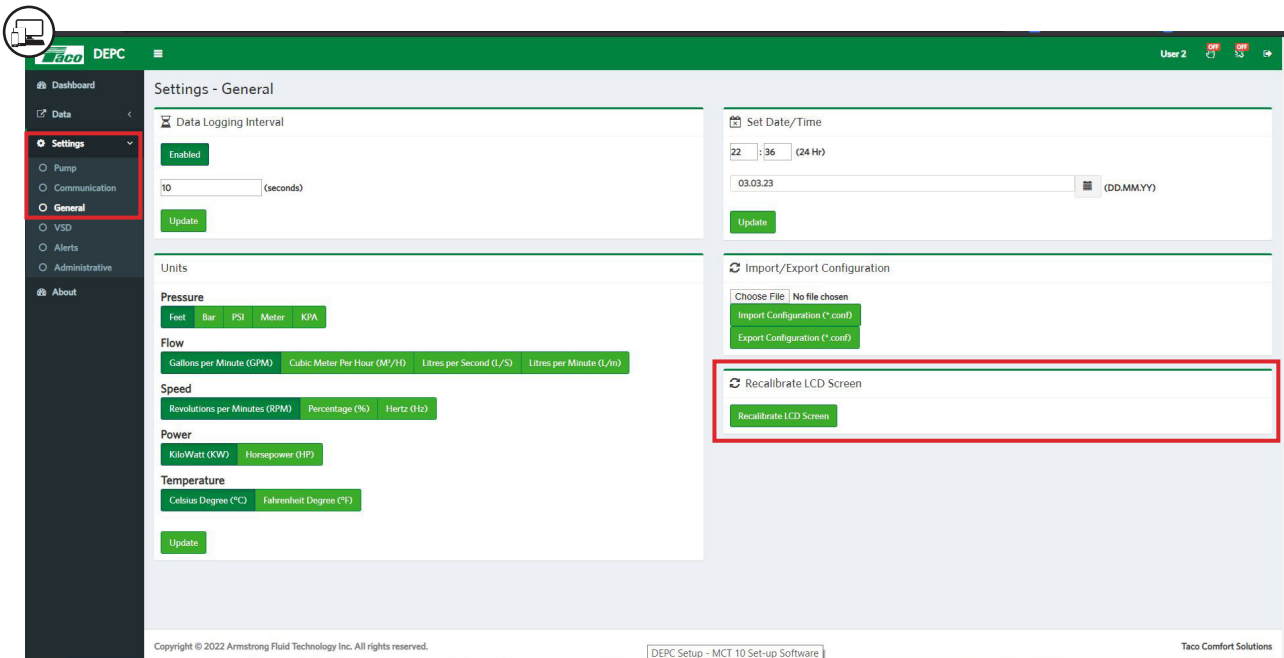 Taco DEPC
User 2 OFF OFF
Dashboard
Data
Settings
Pump
Communication
General
VSD
Alerts
Administrative
About
Settings - General
Data Logging Interval
Enabled
10 (seconds)
Update
Units
Pressure
Feet Bar PSI Meter KPA
Flow
Gallons per Minute (GPM) Cubic Meter Per Hour (M³/H) Litres per Second (L/S) Litres per Minute (L/m)
Speed
Revolutions per Minutes (RPM) Percentage (%) Hertz (Hz)
Power
KiloWatt (KW) Horsepower (HP)
Temperature
Celsius Degree (ºC) Fahrenheit Degree (ºF)
Update
Set Date/Time
22 : 36 (24 Hr)
03.03.23 (DD.MM.YY)
Update
Import/Export Configuration
Choose File No file chosen
Import Configuration (*.conf)
Export Configuration (*.conf)
Recalibrate LCD Screen
Recalibrate LCD Screen
Copyright © 2022 Armstrong Fluid Technology Inc. All rights reserved.
DEPC Setup - MCT 10 Set-up Software
Taco Comfort Solutions